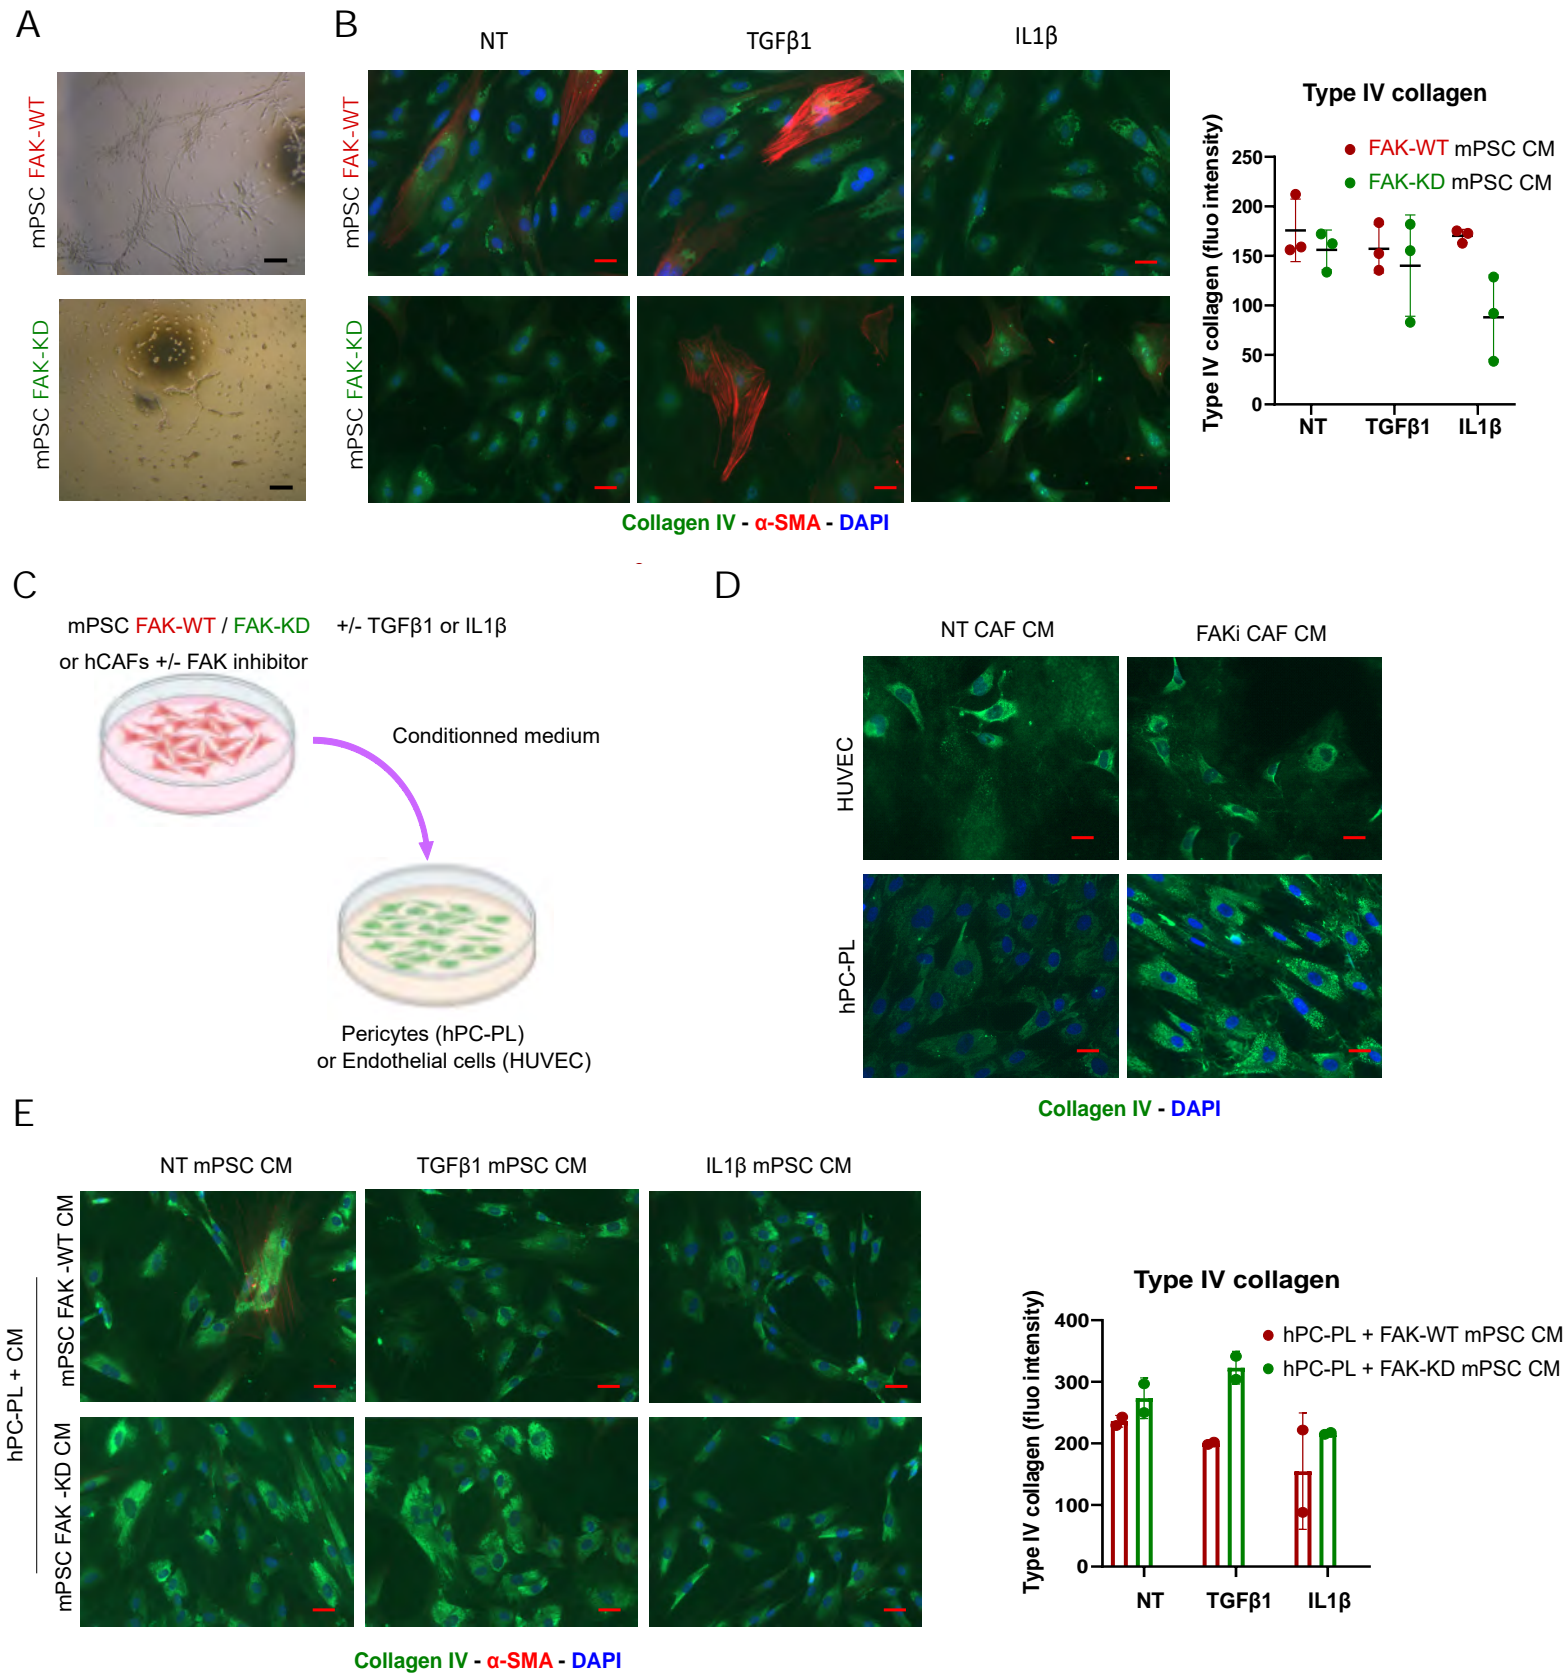 A
mPSC FAK-WT
mPSC FAK-KD
B
NT
TGFβ1
IL1β
mPSC FAK-WT
mPSC FAK-KD
Collagen IV - α-SMA - DAPI
Type IV collagen
FAK-WT mPSC CM
FAK-KD mPSC CM
Type IV collagen (fluo intensity)
250
200
150
100
50
0
NT
TGFβ1
IL1β
C
mPSC FAK-WT / FAK-KD +/- TGFβ1 or IL1β
or hCAFs +/- FAK inhibitor
Conditionned medium
Pericytes (hPC-PL)
or Endothelial cells (HUVEC)
D
NT CAF CM
FAKi CAF CM
HUVEC
hPC-PL
Collagen IV - DAPI
E
NT mPSC CM
TGFβ1 mPSC CM
IL1β mPSC CM
hPC-PL + CM
mPSC FAK -WT CM
mPSC FAK -KD CM
Collagen IV - α-SMA - DAPI
Type IV collagen
hPC-PL + FAK-WT mPSC CM
hPC-PL + FAK-KD mPSC CM
Type IV collagen (fluo intensity)
400
300
200
100
0
NT
TGFβ1
IL1β